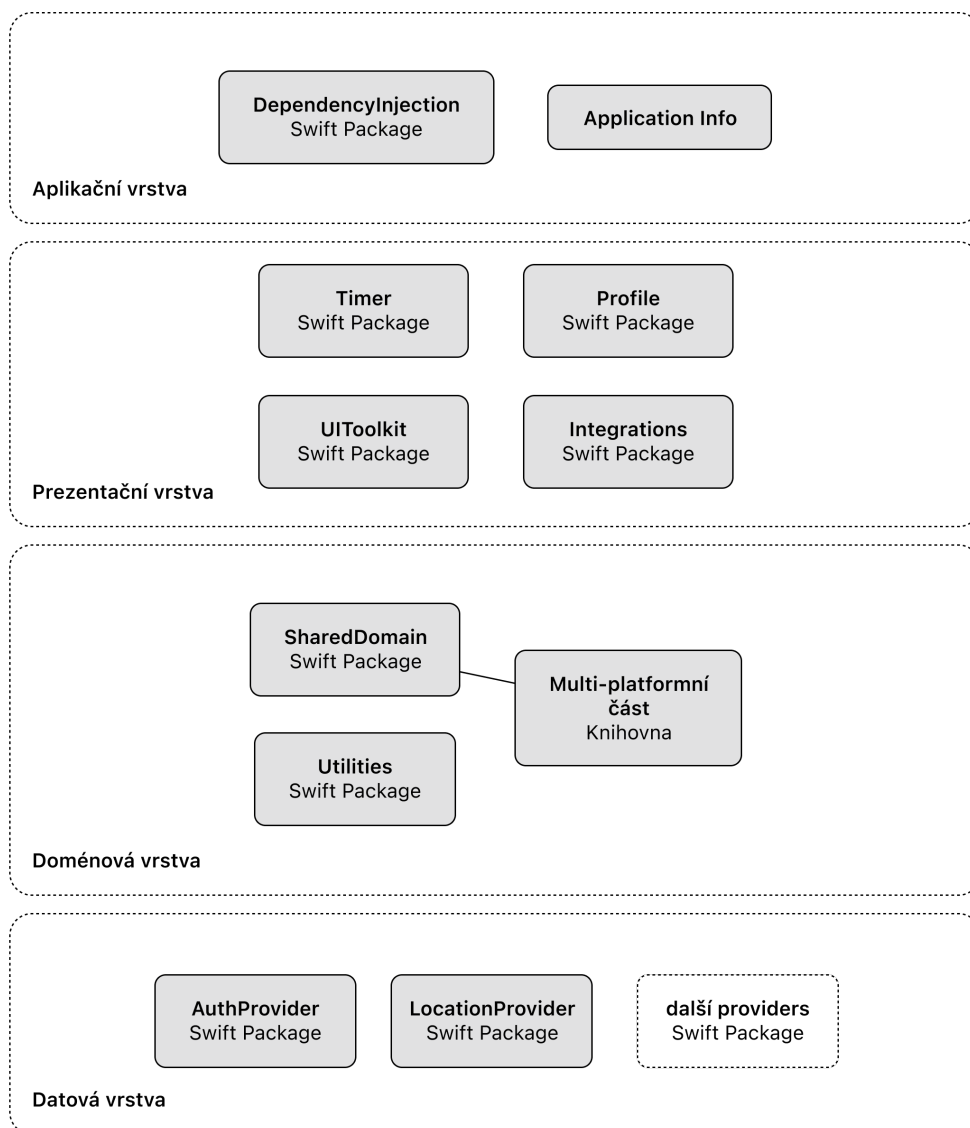 DependencyInjection
Swift Package
Application Info
Aplikační vrstva
Timer
Swift Package
Profile
Swift Package
UIToolkit
Swift Package
Integrations
Swift Package
Prezentační vrstva
SharedDomain
Swift Package
Multi-platformní
část
Knihovna
Utilities
Swift Package
Doménová vrstva
AuthProvider
Swift Package
LocationProvider
Swift Package
další providers
Swift Package
Datová vrstva